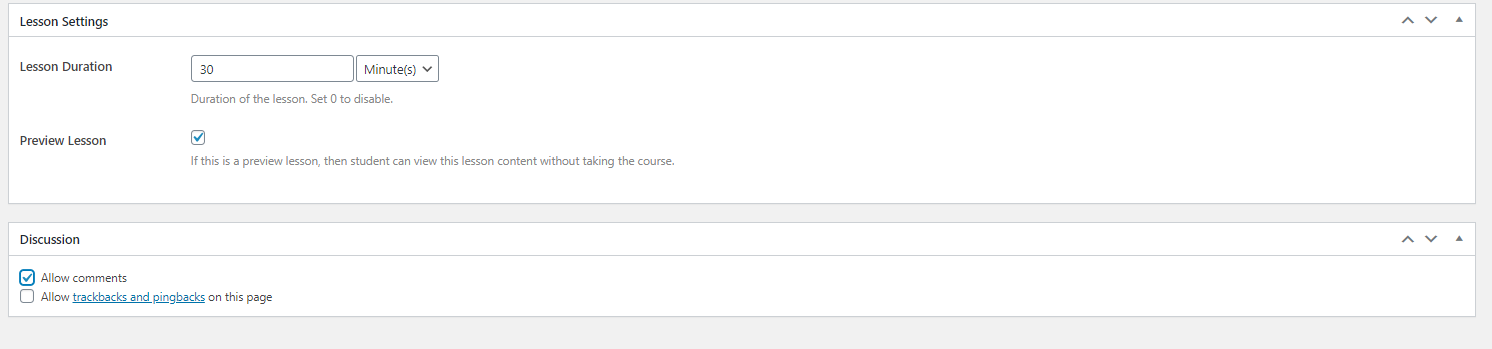 Lesson Settings
Lesson Duration
30 Minute(s)
Duration of the lesson. Set 0 to disable.
Preview Lesson
If this is a preview lesson, then student can view this lesson content without taking the course.
Discussion
Allow comments
Allow trackbacks and pingbacks on this page